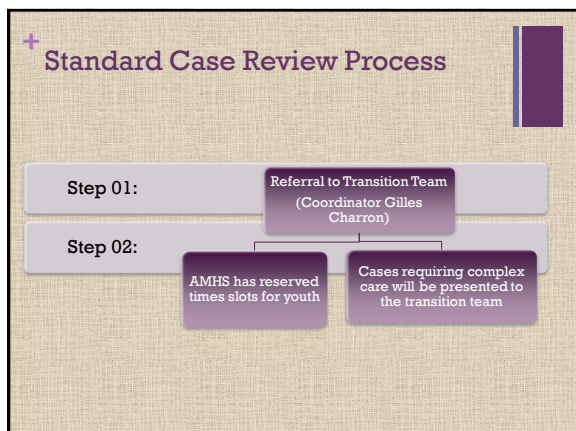 +
Standard Case Review Process
Step 01:
Referral to Transition Team
(Coordinator Gilles
Charron)
Step 02:
AMHS has reserved
times slots for youth
Cases requiring complex
care will be presented to
the transition team